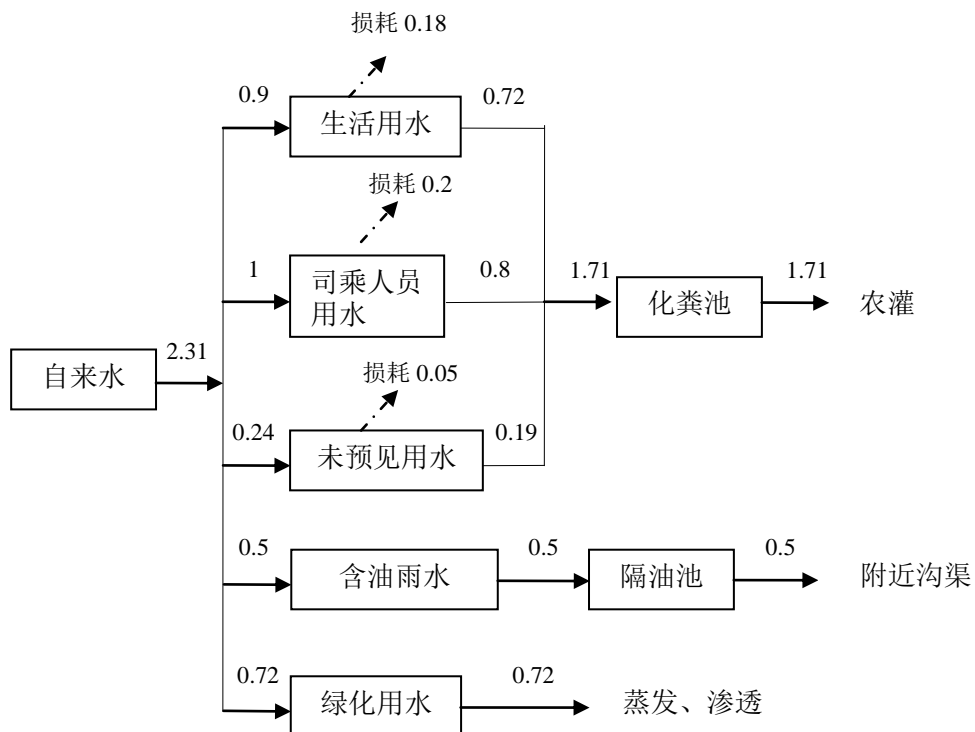 损耗 0.18
0.9
生活用水
0.72
损耗 0.2
1
司乘人员
用水
0.8
1.71
化粪池
1.71
农灌
自来水
2.31
损耗 0.05
0.24
未预见用水
0.19
0.5
含油雨水
0.5
隔油池
0.5
附近沟渠
0.72
绿化用水
0.72
蒸发、渗透